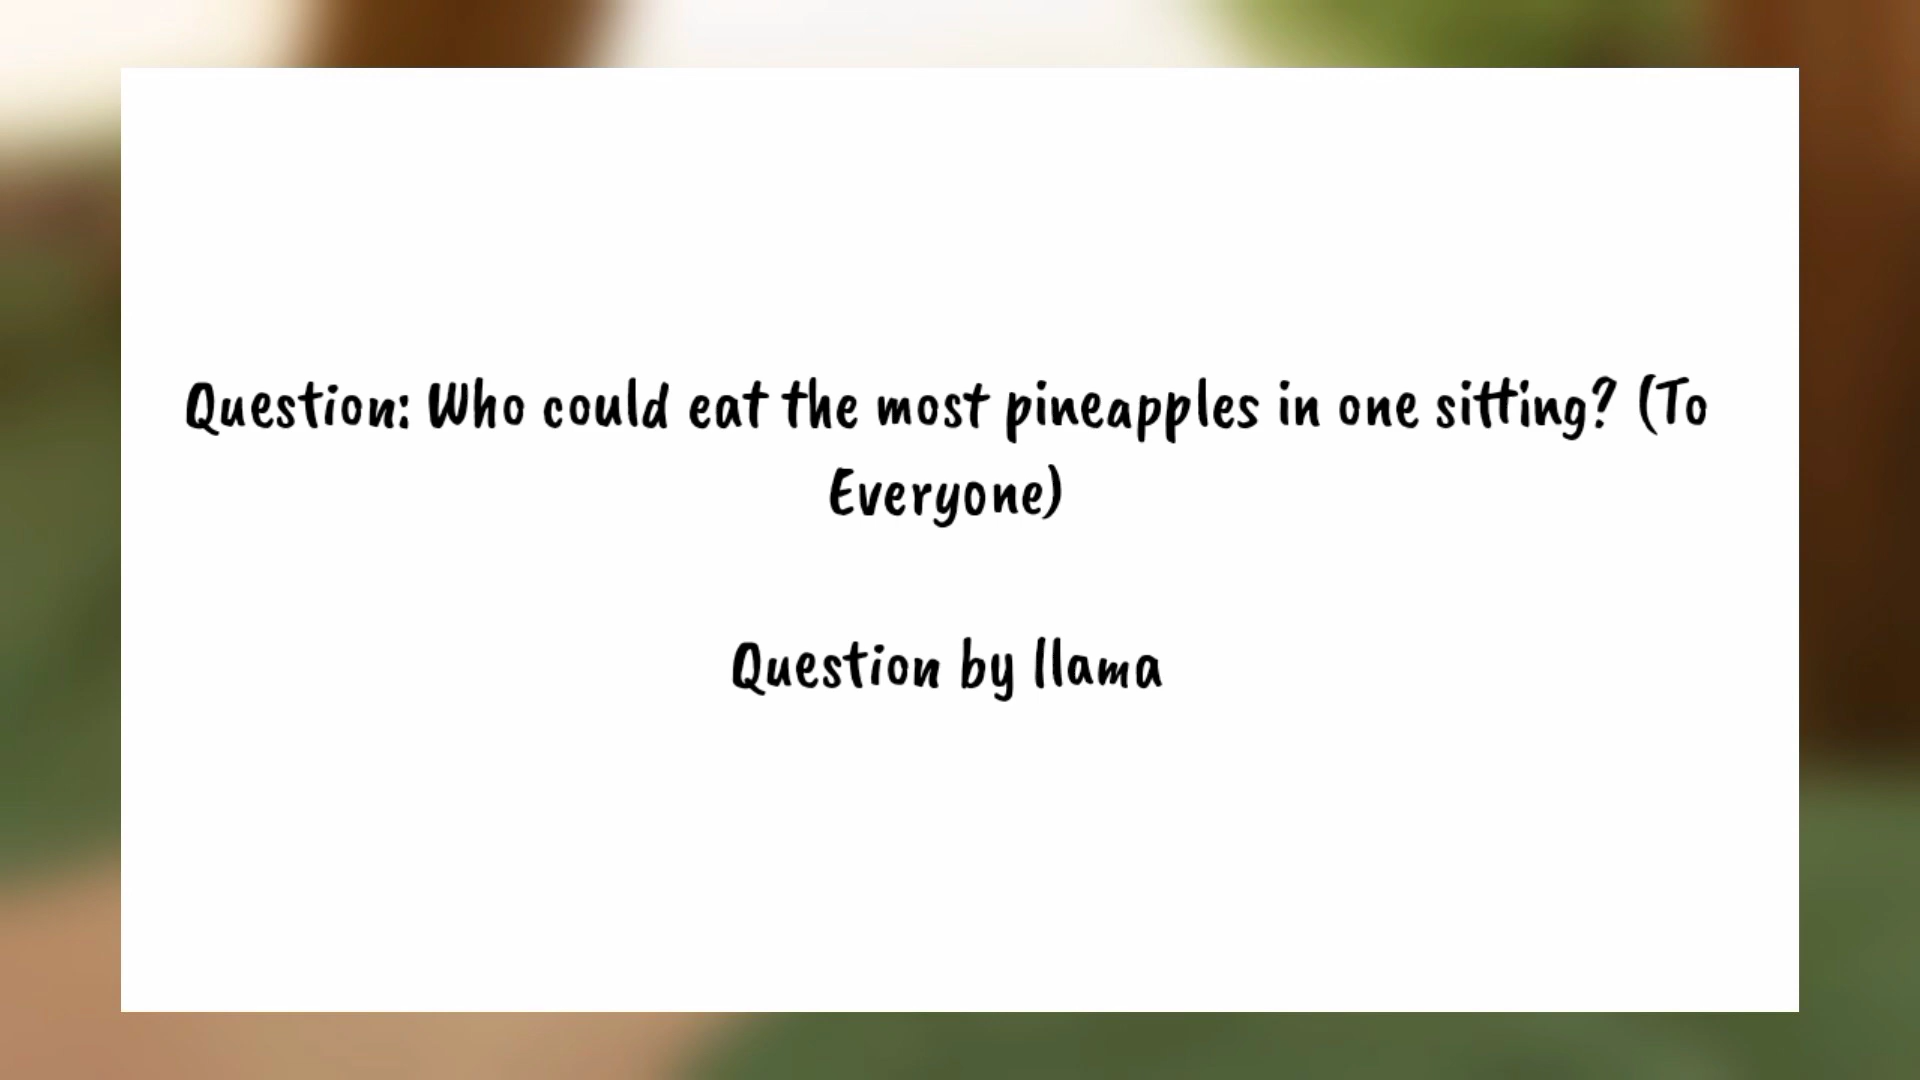 Question: Who could eat the most pineapples in one sitting? (To
Everyone)
Question by llama